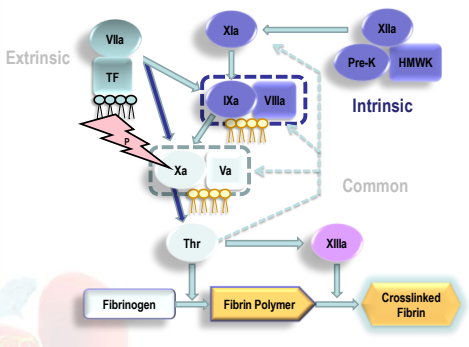 VIIa
XIa
XIIa
Extrinsic
TF
Pre-K
HMWK
IXa
VIIIa
Intrinsic
P
Xa
Va
Common
Thr
XIIIa
Fibrinogen
Fibrin Polymer
Crosslinked
Fibrin